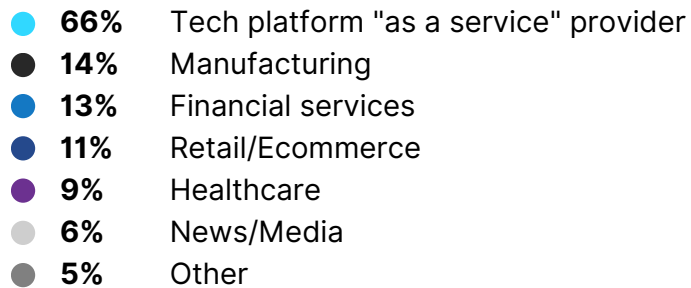 66% Tech platform "as a service" provider
14% Manufacturing
13% Financial services
11% Retail/Ecommerce
9% Healthcare
6% News/Media
5% Other